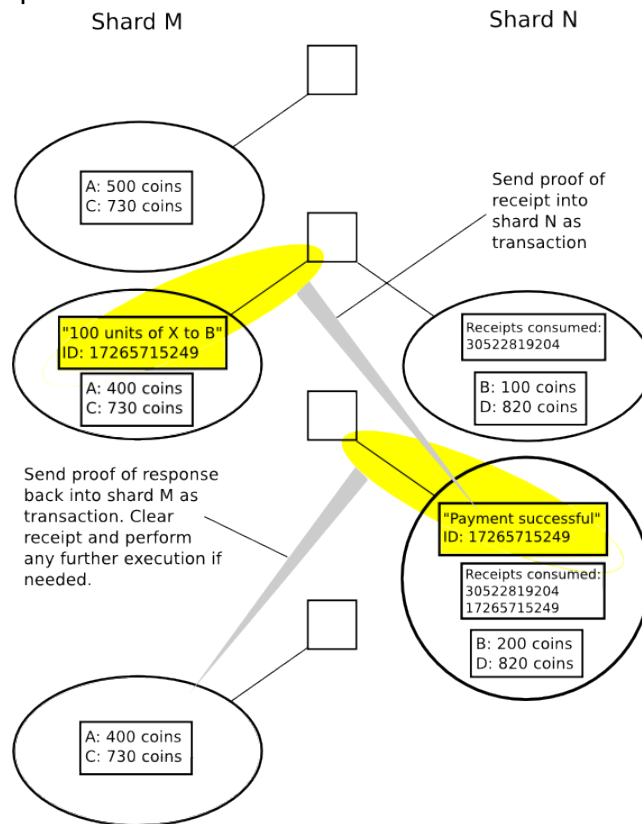 Shard M
Shard N
A: 500 coins
C: 730 coins
Send proof of
receipt into
shard N as
transaction
"100 units of X to B"
ID: 17265715249
A: 400 coins
C: 730 coins
Receipts consumed:
30522819204
B: 100 coins
D: 820 coins
Send proof of response
back into shard M as
transaction. Clear
receipt and perform
any further execution if
needed.
"Payment successful"
ID: 17265715249
Receipts consumed:
30522819204
17265715249
B: 200 coins
D: 820 coins
A: 400 coins
C: 730 coins